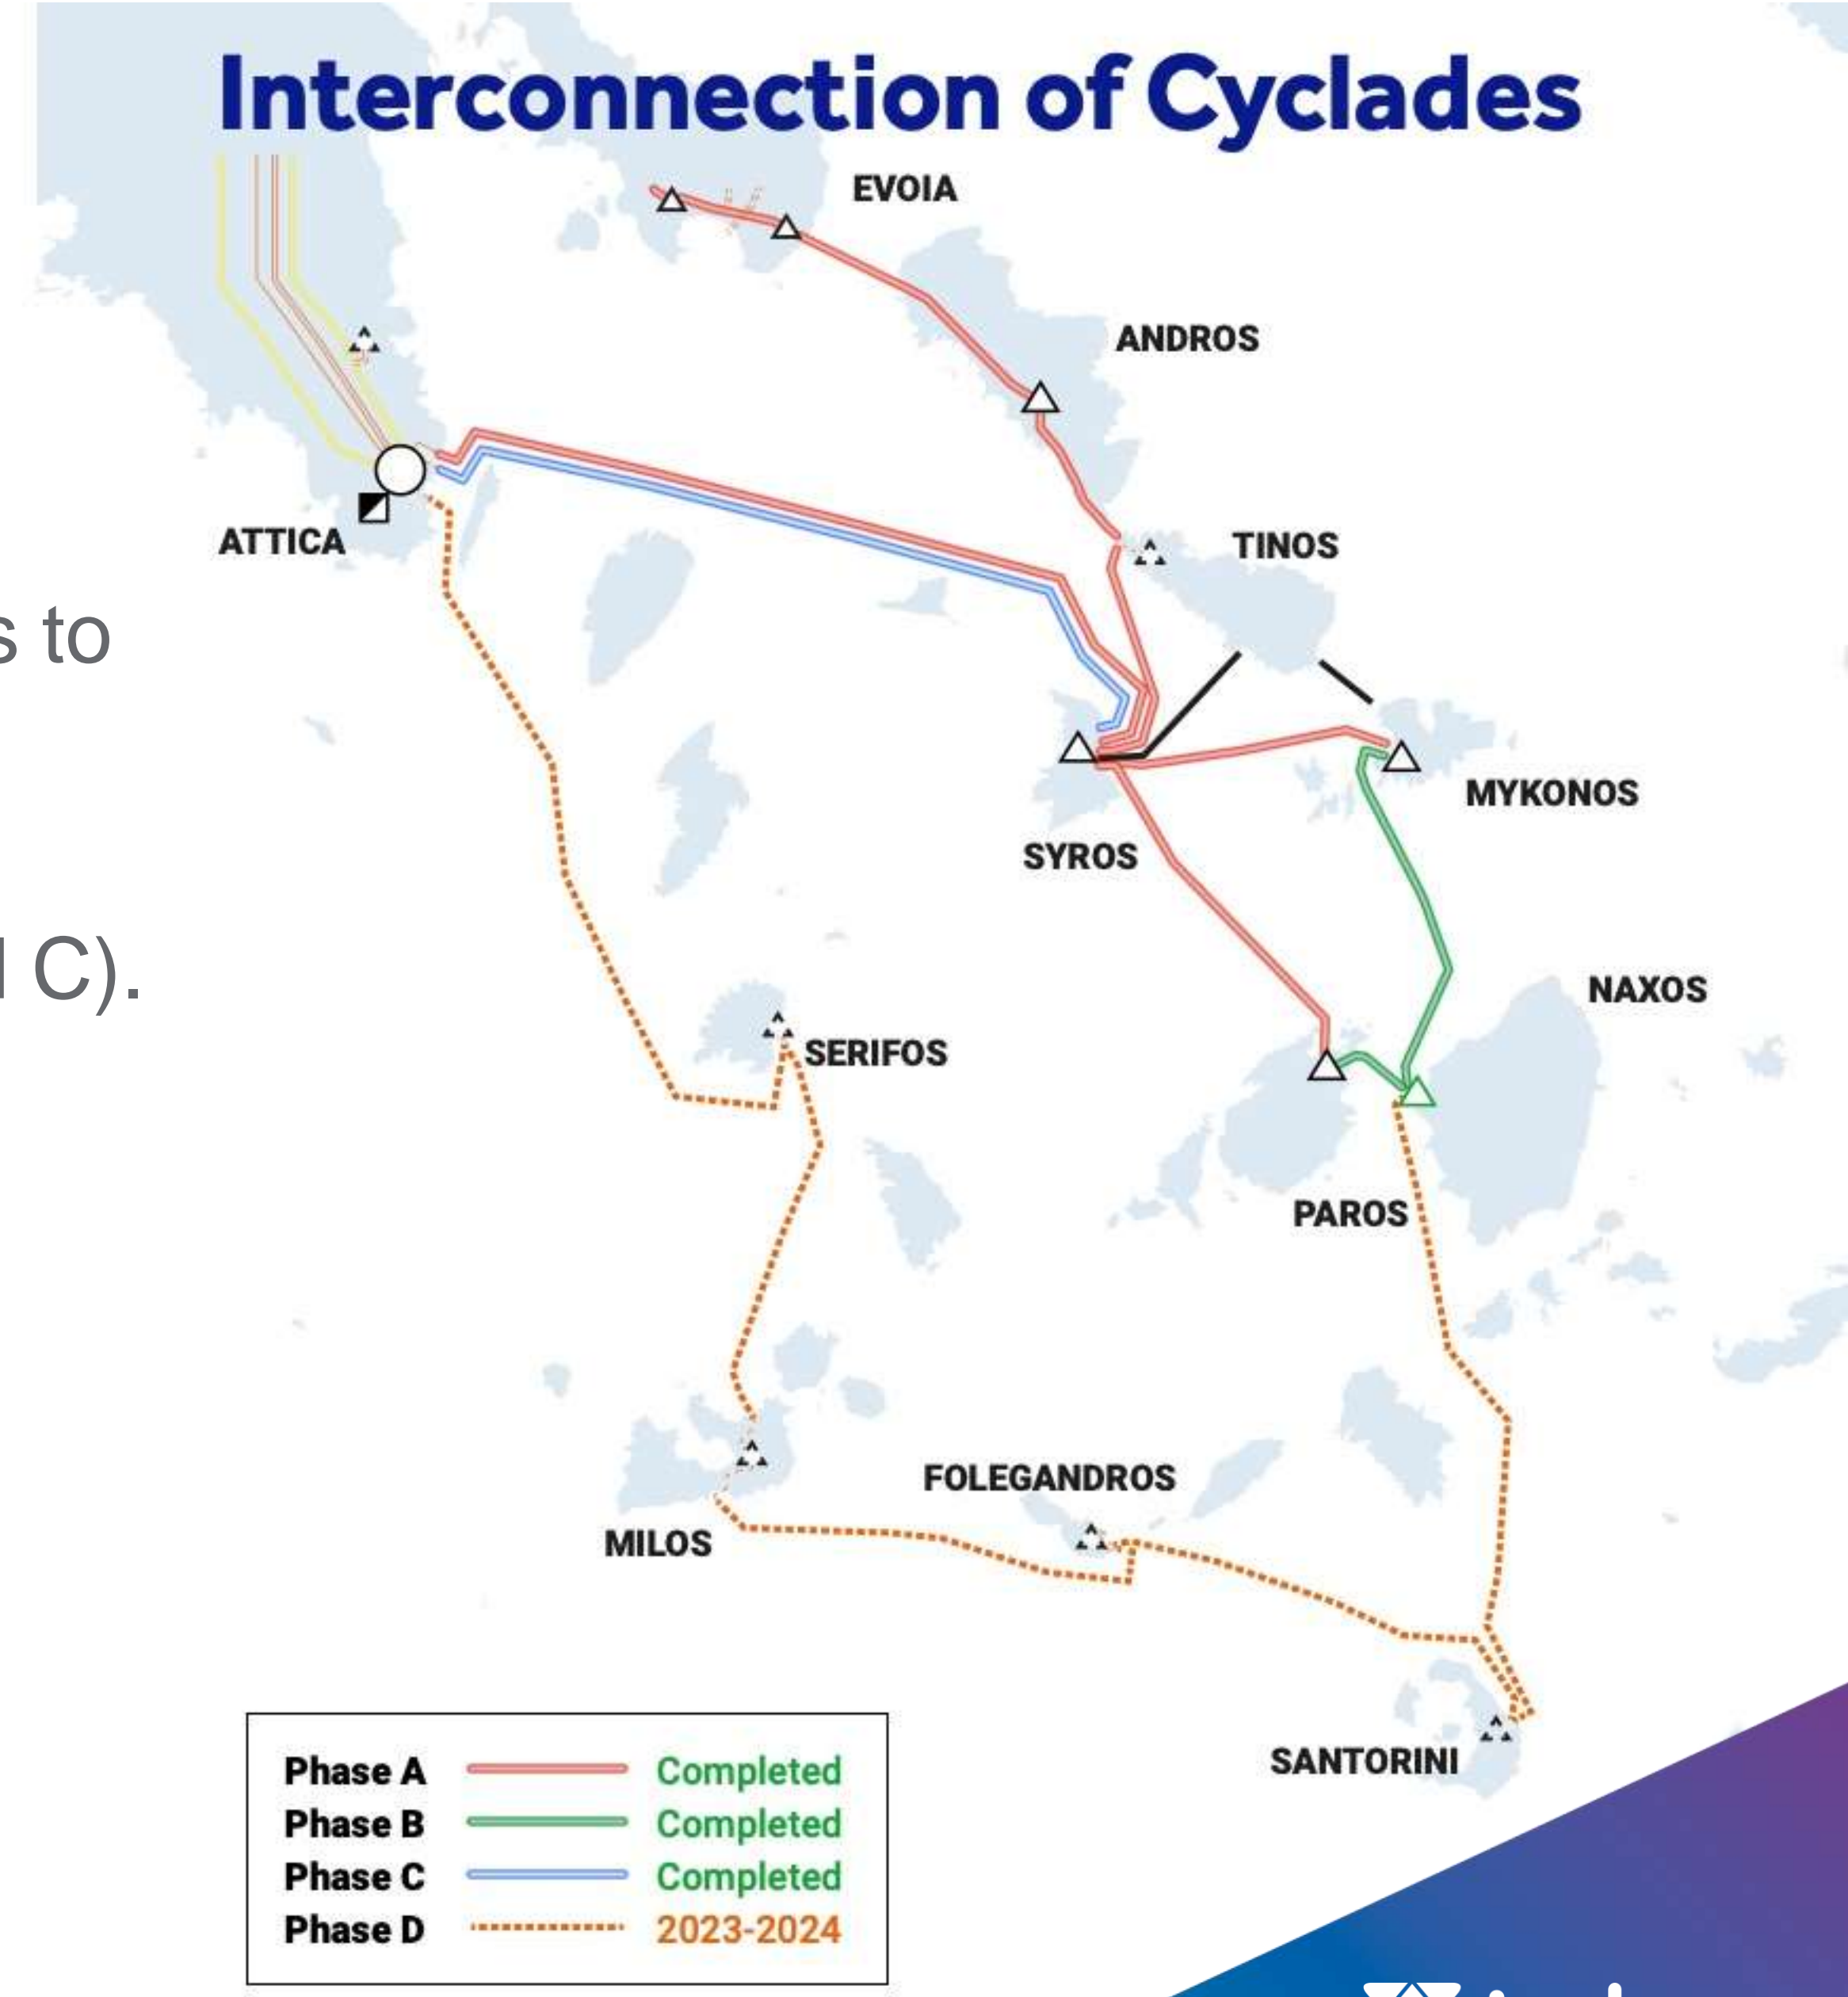 Interconnection of Cyclades
EVOIA
ANDROS
ATTICA
TINOS
s to
MYKONOS
SYROS
C).
NAXOS
SERIFOS
PAROS
FOLEGANDROS
MILOS
SANTORINI
Phase A Completed
Phase B Completed
Phase C Completed
Phase D 2023-2024